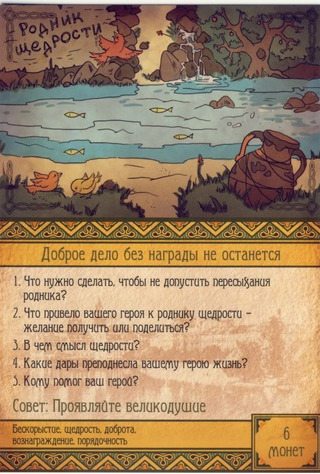 Родник
щедрости
Доброе дело без награды не останется
1. Что нужно сделать, чтобы не допустить пересыхания
родника?
2. Что привело вашего героя к роднику щедрости –
желание получить или поделиться?
3. В чем смысл щедрости?
4. Какие дары преподнесла вашему герою жизнь?
5. Кому помог ваш герой?
Совет: Проявляйте великодушие
Бескорыстие, щедрость, доброта,
вознаграждение, порядочность
6
монет